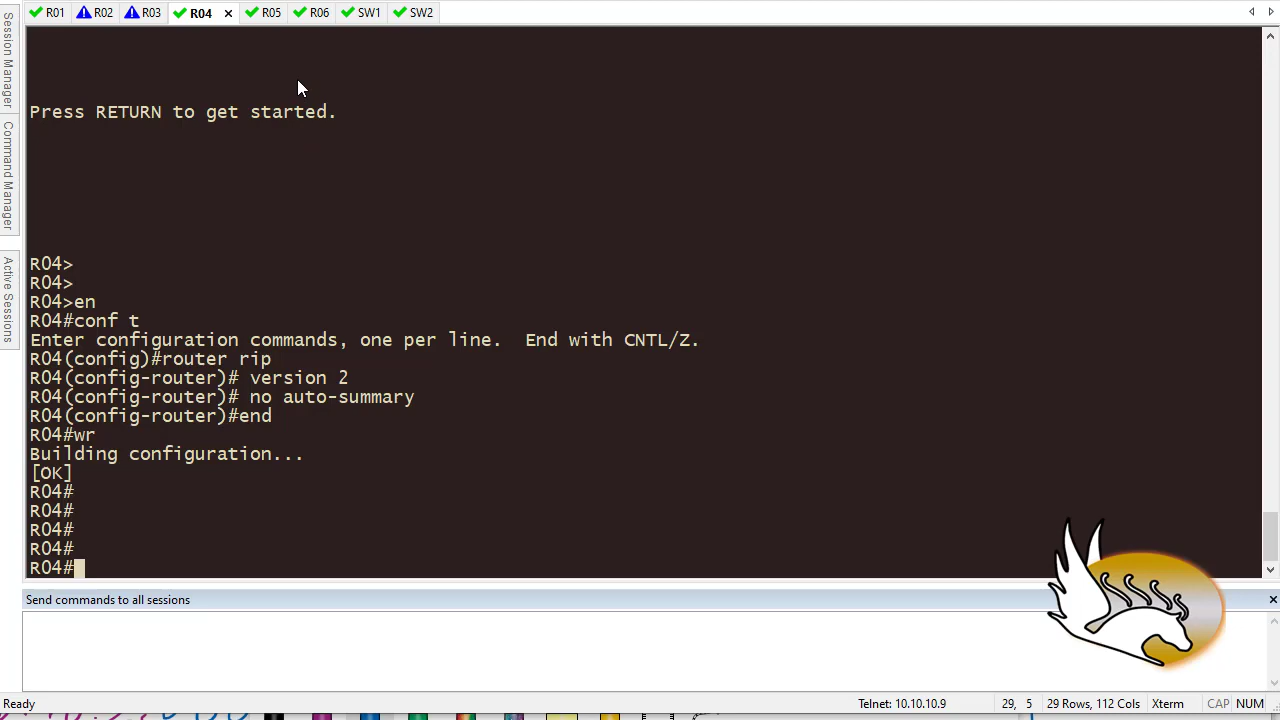 R01 R02 R03 R04 × R05 R06 SW1 SW2
Session Manager
Command Manager
Active Sessions
Press RETURN to get started.
R04>
R04>
R04>en
R04#conf t
Enter configuration commands, one per line.  End with CNTL/Z.
R04(config)#router rip
R04(config-router)# version 2
R04(config-router)# no auto-summary
R04(config-router)#end
R04#wr
Building configuration...
[OK]
R04#
R04#
R04#
R04#
R04#
Send commands to all sessions ×
Ready Telnet: 10.10.10.9 29, 5 29 Rows, 112 Cols Xterm CAP NUM